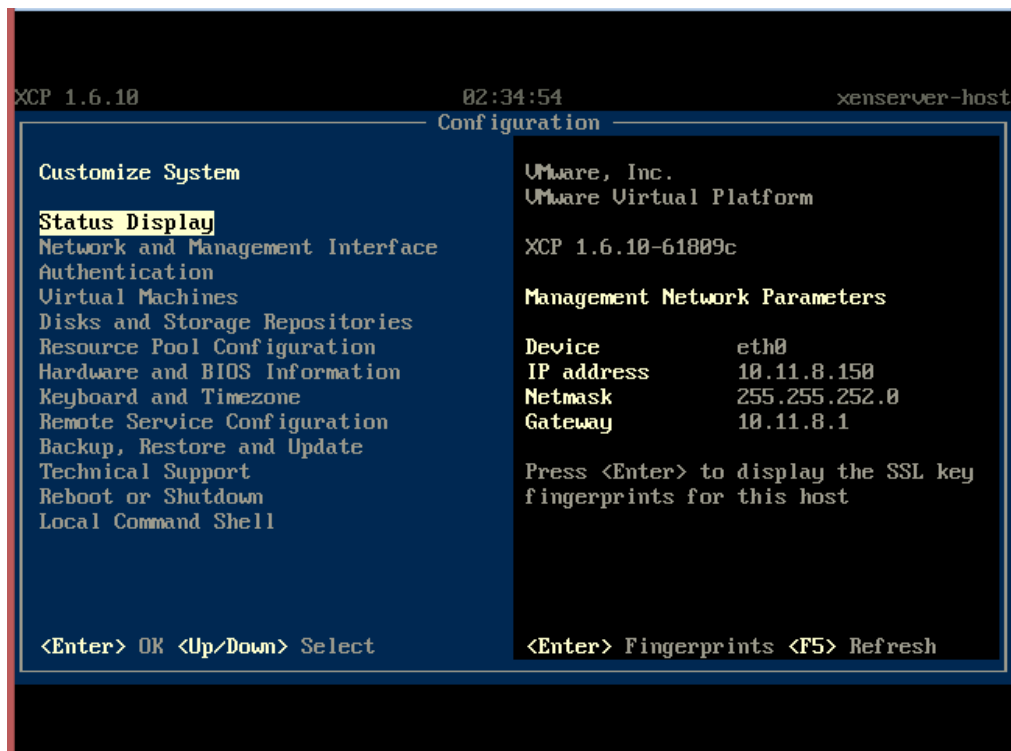 XCP 1.6.10 02:34:54 xenserver-host
Configuration
Customize System
Status Display
Network and Management Interface
Authentication
Virtual Machines
Disks and Storage Repositories
Resource Pool Configuration
Hardware and BIOS Information
Keyboard and Timezone
Remote Service Configuration
Backup, Restore and Update
Technical Support
Reboot or Shutdown
Local Command Shell
<Enter> OK <Up/Down> Select
VMware, Inc.
VMware Virtual Platform
XCP 1.6.10-61809c
Management Network Parameters
Device eth0
IP address 10.11.8.150
Netmask 255.255.252.0
Gateway 10.11.8.1
Press <Enter> to display the SSL key
fingerprints for this host
<Enter> Fingerprints <F5> Refresh